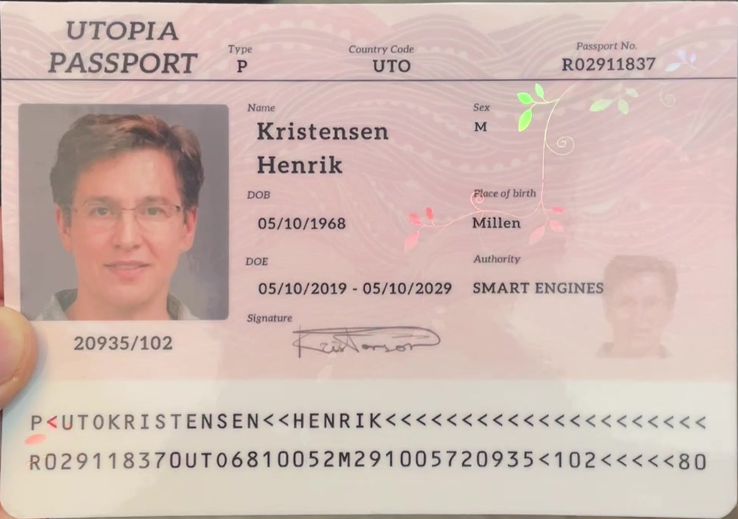 UTOPIA
PASSPORT
Type
P
Country Code
UTO
Passport No.
R02911837
Name
Kristensen
Henrik
Sex
M
DOB
05/10/1968
Place of birth
Millen
DOE
05/10/2019 - 05/10/2029
Authority
SMART ENGINES
Signature
20935/102
P<UTOKRISTENSEN<<HENRIK<<<<<<<<<<<<<<<<<<<<<
R029118370UTO6810052M291005720935<102<<<<<80